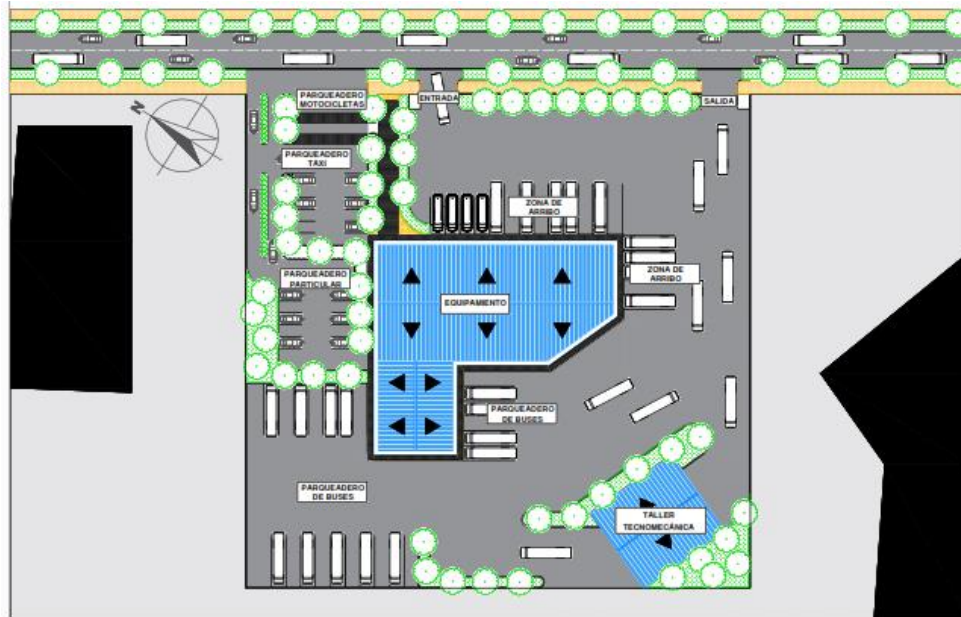 PARQUEADERO
MOTOCICLETAS
ENTRADA
SALIDA
N
PARQUEADERO
TAXI
ZONA DE
ARRIBO
ZONA DE
ARRIBO
PARQUEADERO
PARTICULAR
EQUIPAMIENTO
PARQUEADERO
DE BUSES
PARQUEADERO
DE BUSES
TALLER
TECNOMECÁNICA